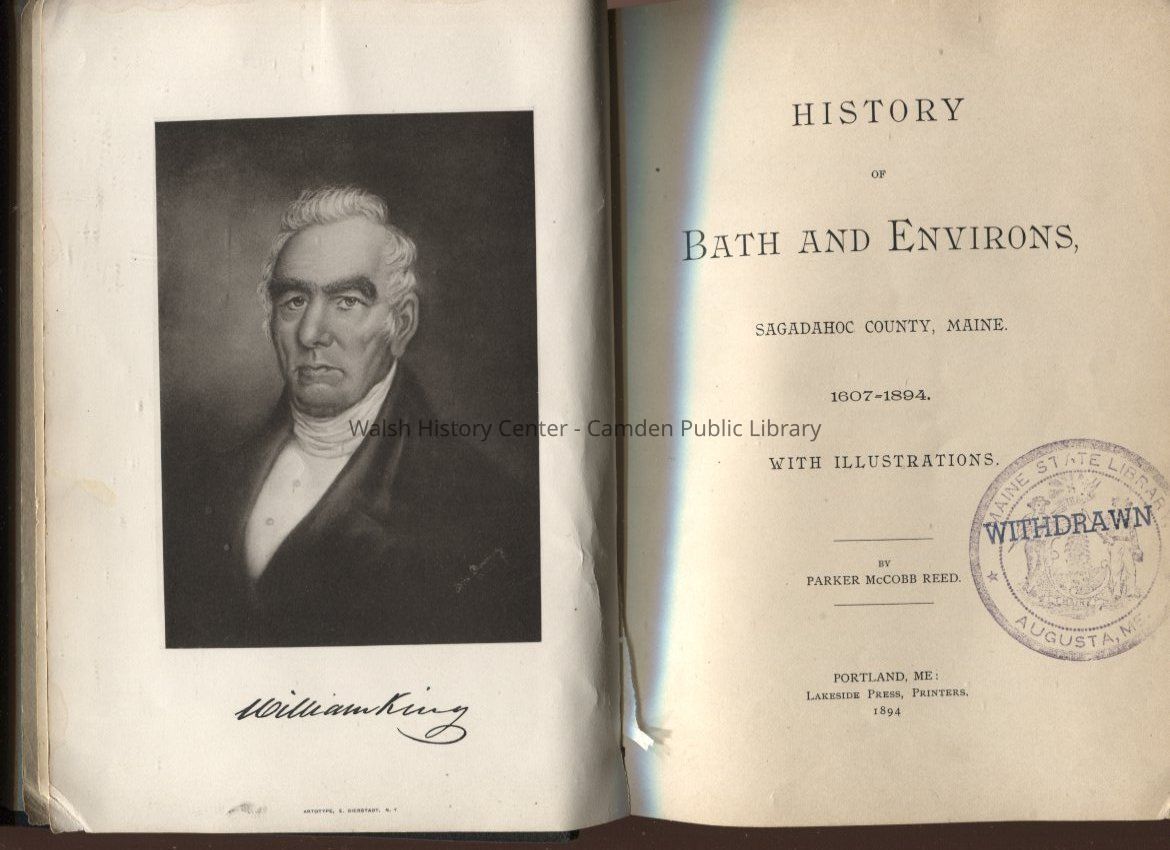 William King
ARTOTYPE, E. BIERSTADT, N. Y.
HISTORY
OF
BATH AND ENVIRONS,
SAGADAHOC COUNTY, MAINE.
1607-1894.
WITH ILLUSTRATIONS.
BY
PARKER McCOBB REED.
PORTLAND, ME:
LAKESIDE PRESS, PRINTERS,
1894
MAINE STATE LIBRARY
WITHDRAWN
AUGUSTA, ME
Walsh History Center - Camden Public Library